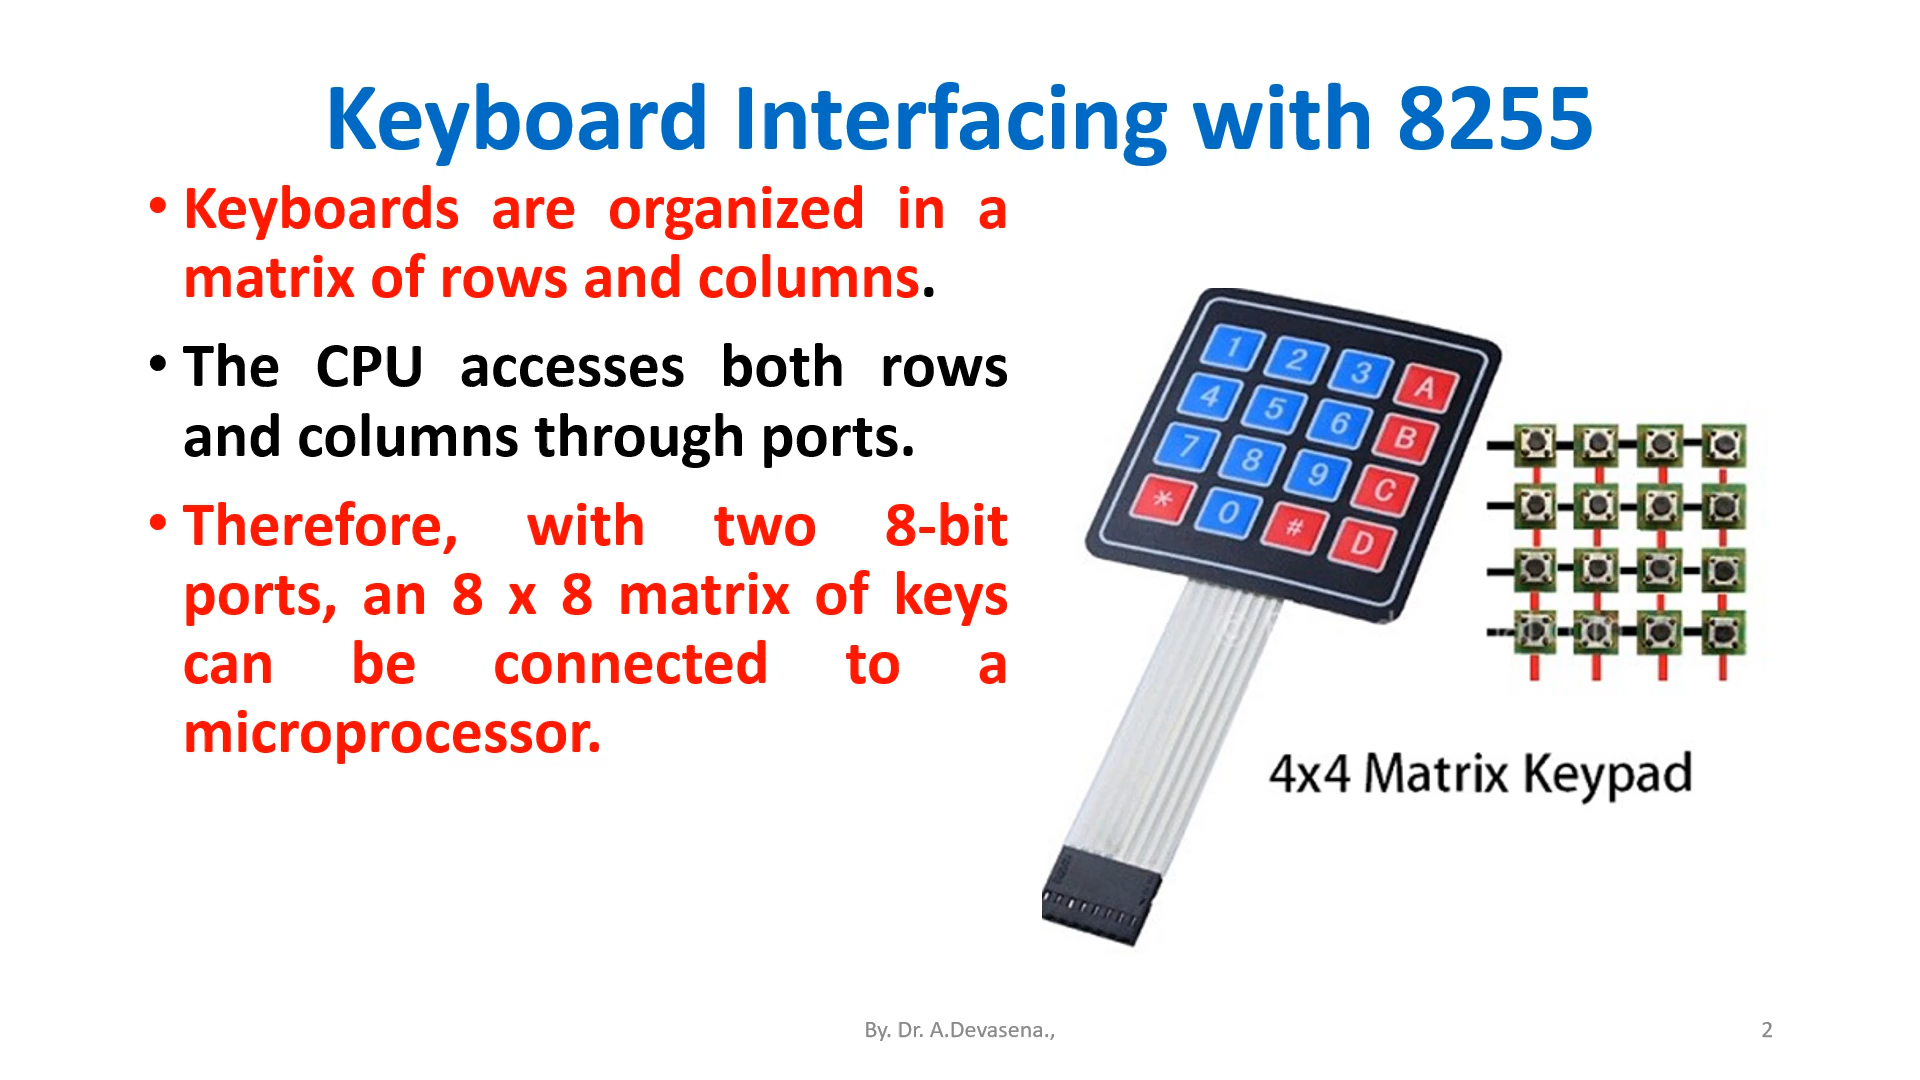 Keyboard Interfacing with 8255
• Keyboards are organized in a
matrix of rows and columns.
• The CPU accesses both rows
and columns through ports.
• Therefore, with two 8-bit
ports, an 8 x 8 matrix of keys
can be connected to a
microprocessor.
1 2 3 A
4 5 6 B
7 8 9 C
* 0 # D
4x4 Matrix Keypad
By. Dr. A.Devasena.,
2